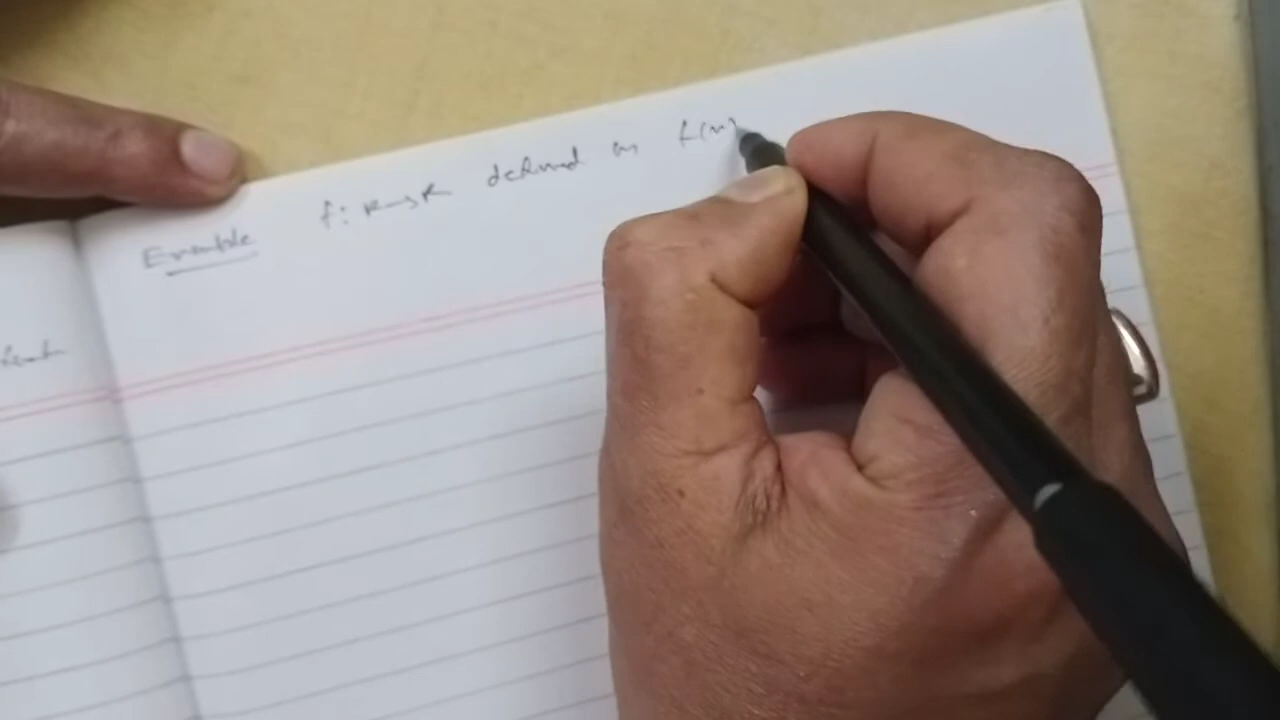 Example f: R→R defined as f(x)